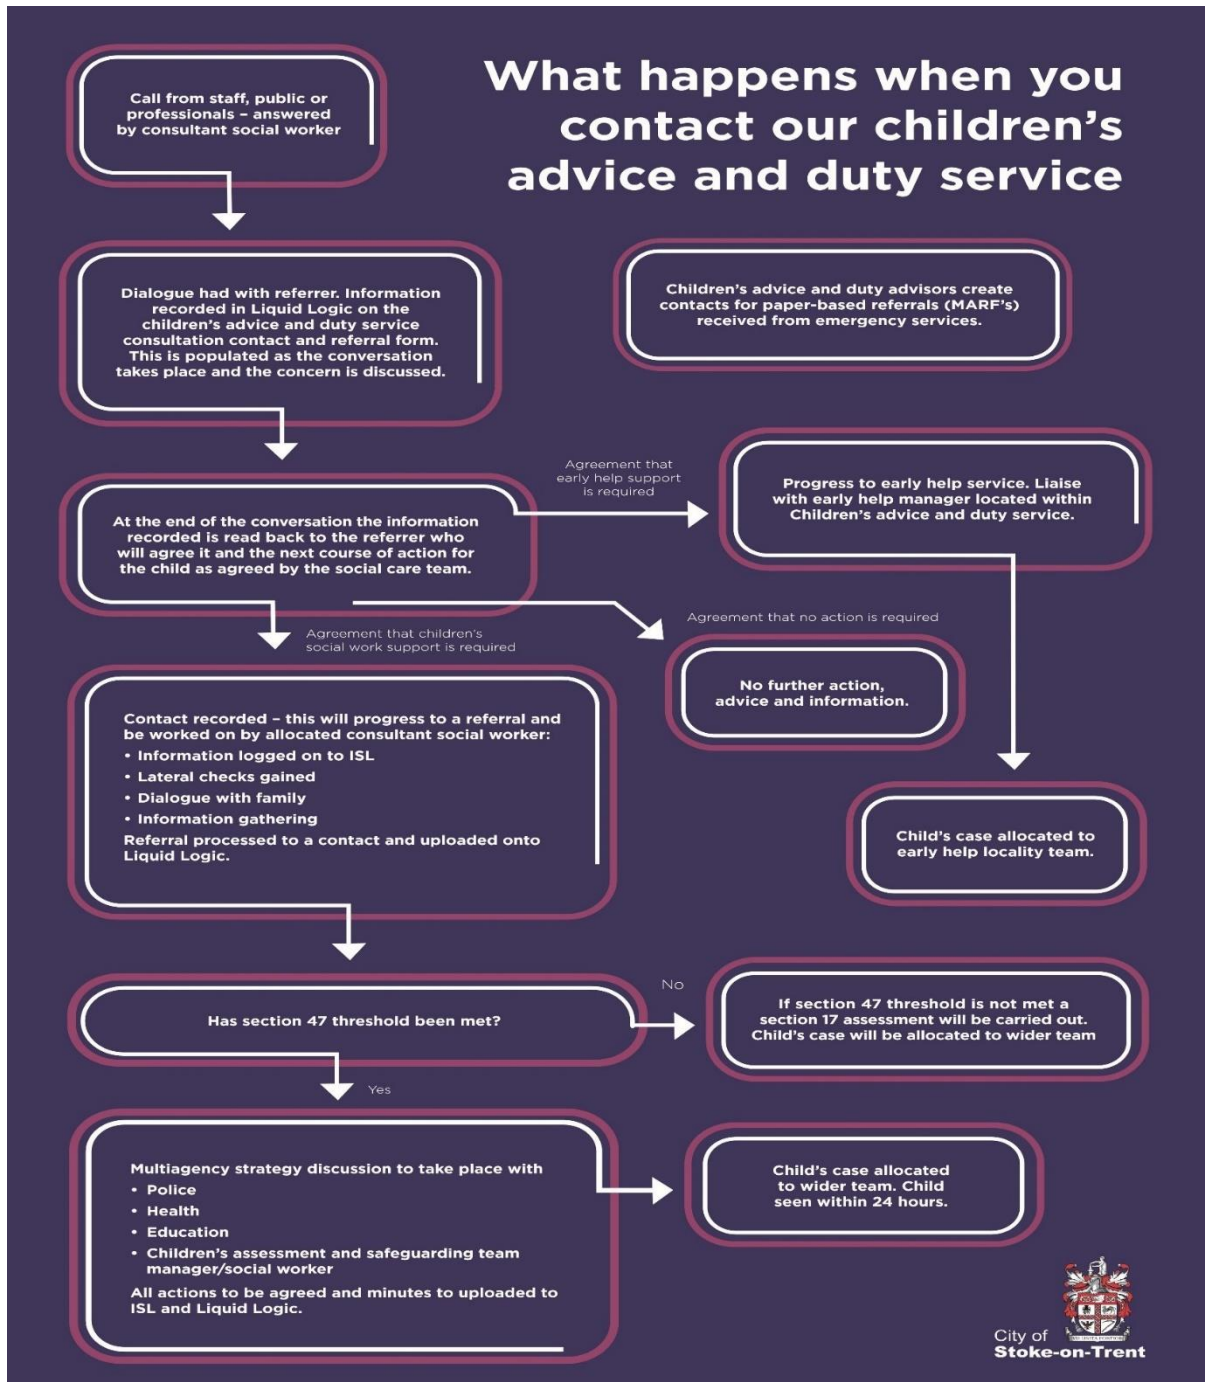 What happens when you
contact our children's
advice and duty service
Call from staff, public or
professionals – answered
by consultant social worker
Dialogue had with referrer. Information
recorded in Liquid Logic on the
children's advice and duty service
consultation contact and referral form.
This is populated as the conversation
takes place and the concern is discussed.
Children's advice and duty advisors create
contacts for paper-based referrals (MARF's)
received from emergency services.
At the end of the conversation the information
recorded is read back to the referrer who
will agree it and the next course of action for
the child as agreed by the social care team.
Agreement that
early help support
is required
Progress to early help service. Liaise
with early help manager located within
Children's advice and duty service.
Agreement that no action is required
No further action,
advice and information.
Child's case allocated to
early help locality team.
Agreement that children's
social work support is required
Contact recorded – this will progress to a referral and
be worked on by allocated consultant social worker:
• Information logged on to ISL
• Lateral checks gained
• Dialogue with family
• Information gathering
Referral processed to a contact and uploaded onto
Liquid Logic.
Has section 47 threshold been met?
No
If section 47 threshold is not met a
section 17 assessment will be carried out.
Child's case will be allocated to wider team
Yes
Multiagency strategy discussion to take place with
• Police
• Health
• Education
• Children's assessment and safeguarding team
manager/social worker
All actions to be agreed and minutes to uploaded to
ISL and Liquid Logic.
Child's case allocated
to wider team. Child
seen within 24 hours.
City of
Stoke-on-Trent